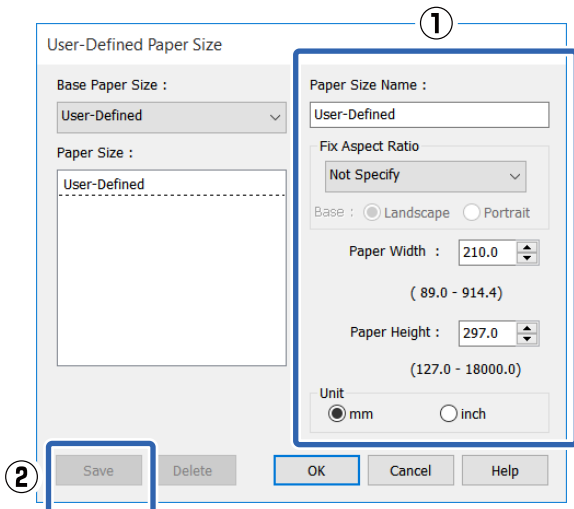 ①
User-Defined Paper Size
Base Paper Size :
User-Defined
Paper Size :
User-Defined
Paper Size Name :
User-Defined
Fix Aspect Ratio
Not Specify
Base : Landscape Portrait
Paper Width : 210.0
( 89.0 - 914.4)
Paper Height : 297.0
(127.0 - 18000.0)
Unit
mm inch
②
Save Delete OK Cancel Help